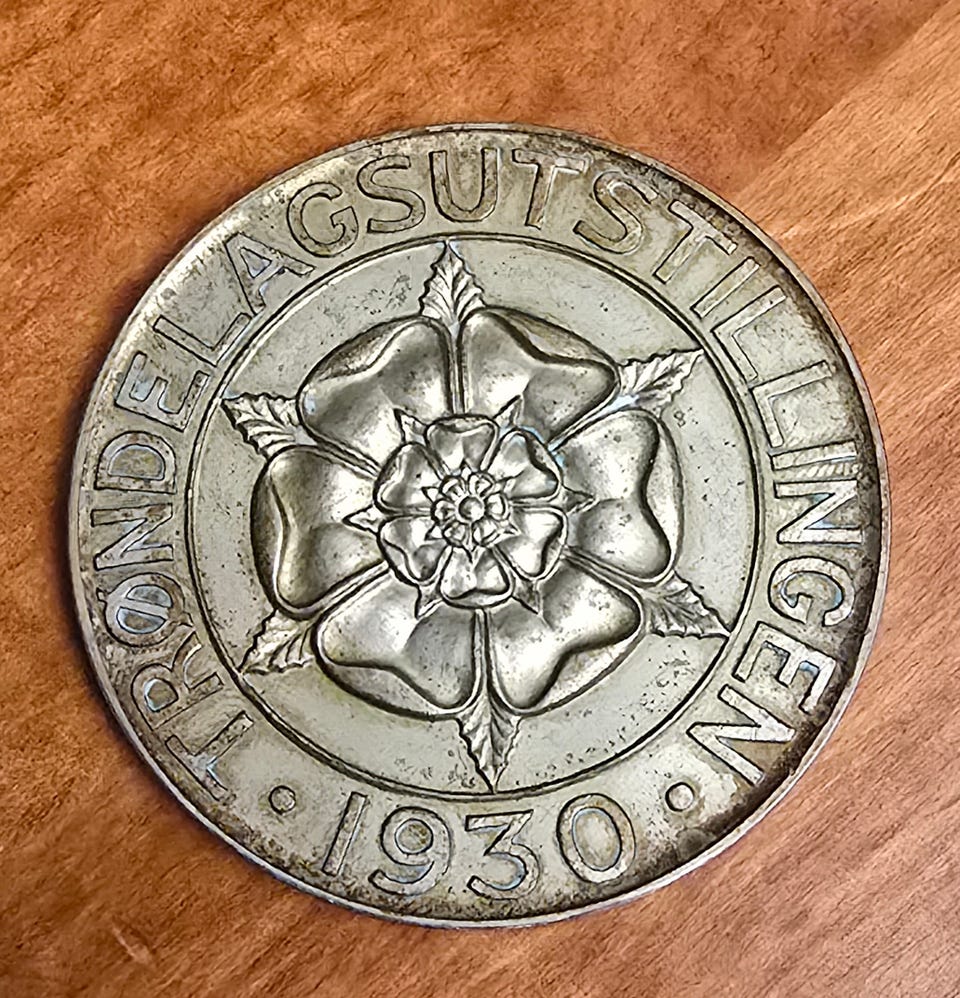 TRØNDELAGSUTSTILLINGEN
• 1930 •